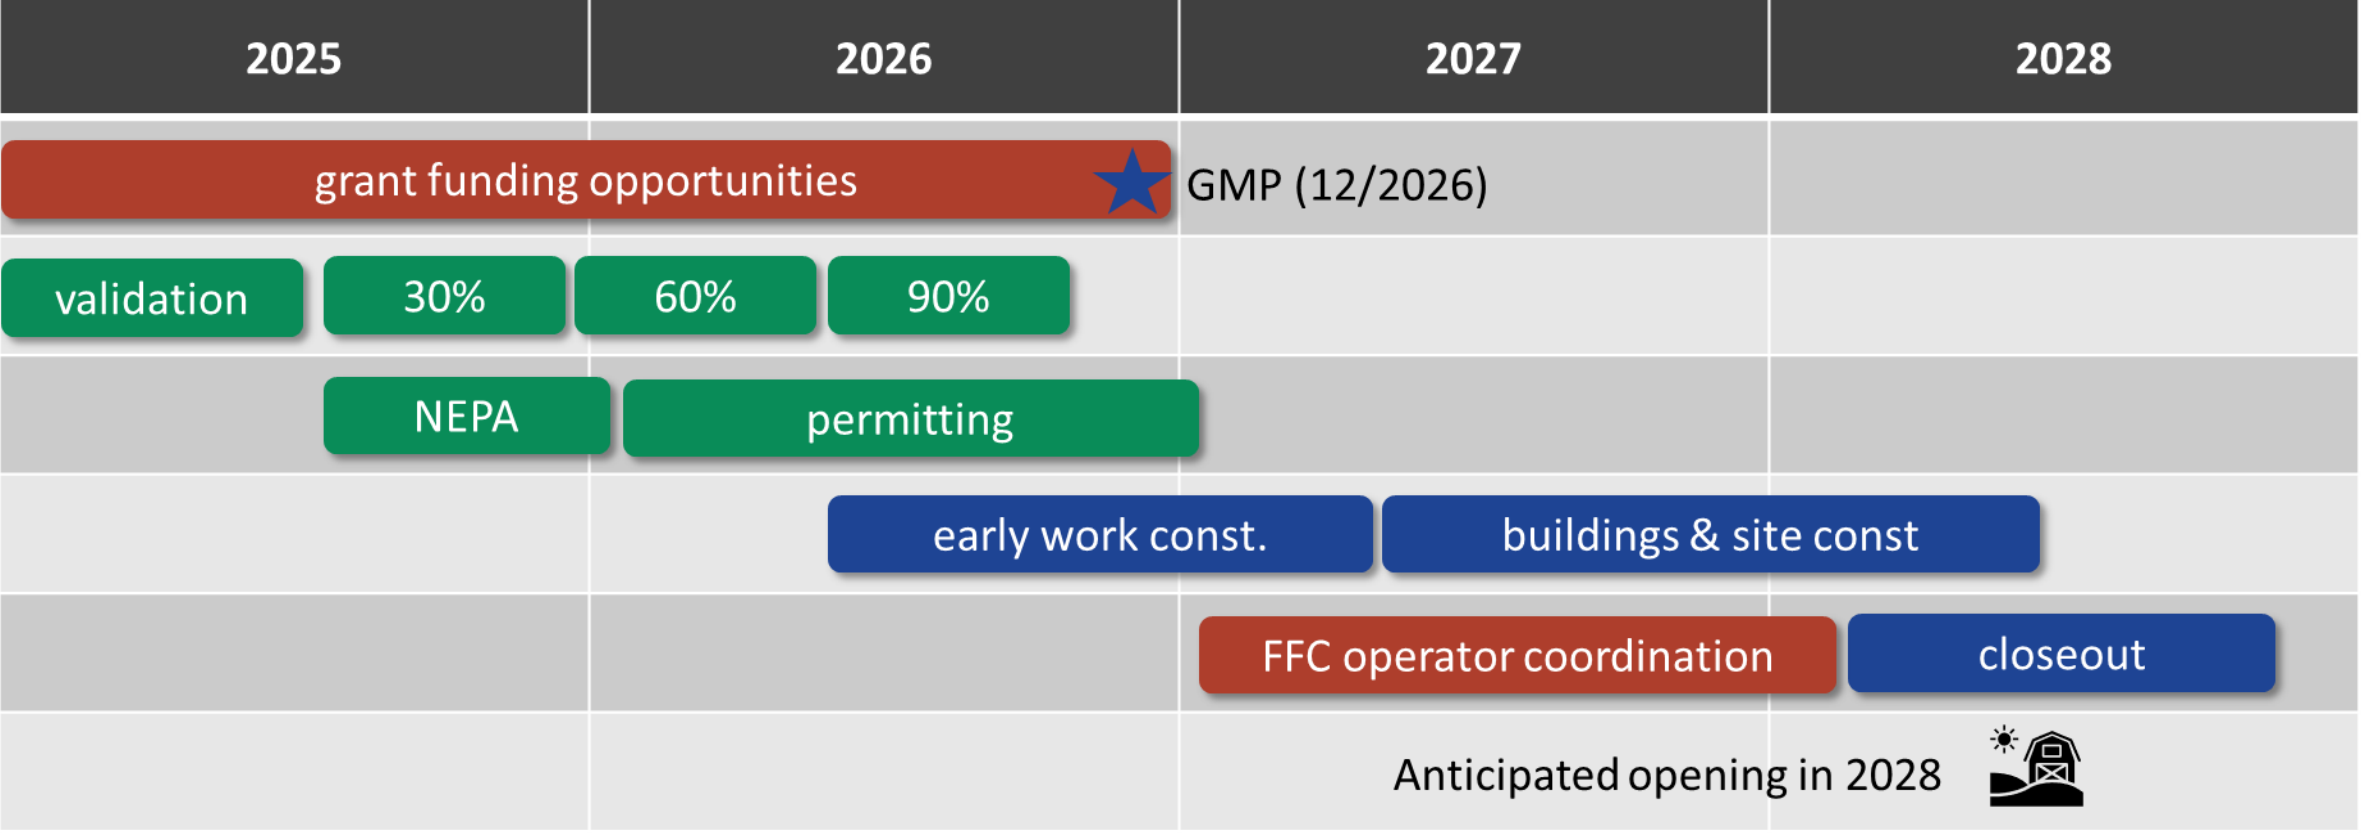 2025
2026
2027
2028
grant funding opportunities
GMP (12/2026)
validation
30%
60%
90%
NEPA
permitting
early work const.
buildings & site const
FFC operator coordination
closeout
Anticipated opening in 2028